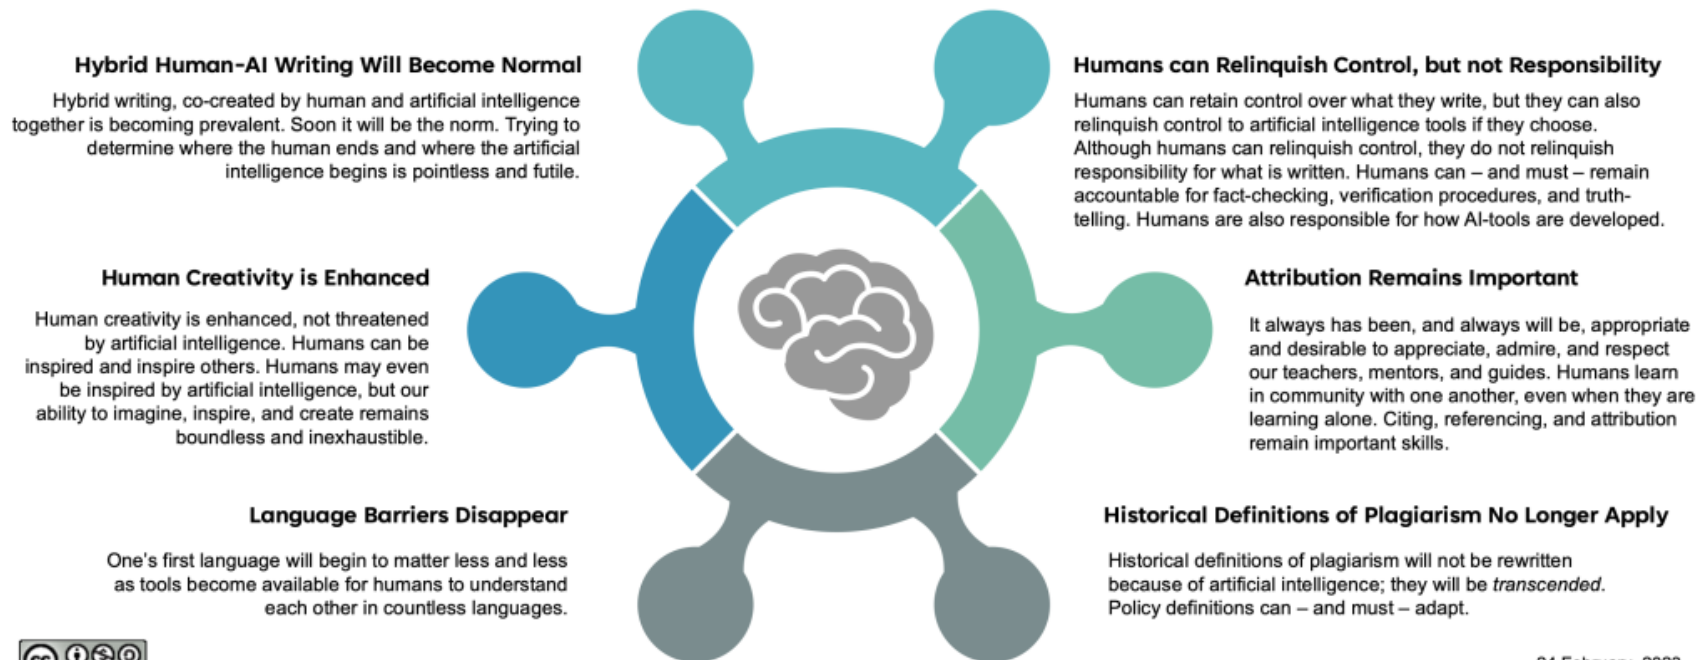 Hybrid Human-AI Writing Will Become Normal
Hybrid writing, co-created by human and artificial intelligence
together is becoming prevalent. Soon it will be the norm. Trying to
determine where the human ends and where the artificial
intelligence begins is pointless and futile.
Humans can Relinquish Control, but not Responsibility
Humans can retain control over what they write, but they can also
relinquish control to artificial intelligence tools if they choose.
Although humans can relinquish control, they do not relinquish
responsibility for what is written. Humans can – and must – remain
accountable for fact-checking, verification procedures, and truth-
telling. Humans are also responsible for how AI-tools are developed.
Human Creativity is Enhanced
Human creativity is enhanced, not threatened
by artificial intelligence. Humans can be
inspired and inspire others. Humans may even
be inspired by artificial intelligence, but our
ability to imagine, inspire, and create remains
boundless and inexhaustible.
Attribution Remains Important
It always has been, and always will be, appropriate
and desirable to appreciate, admire, and respect
our teachers, mentors, and guides. Humans learn
in community with one another, even when they are
learning alone. Citing, referencing, and attribution
remain important skills.
Language Barriers Disappear
One's first language will begin to matter less and less
as tools become available for humans to understand
each other in countless languages.
Historical Definitions of Plagiarism No Longer Apply
Historical definitions of plagiarism will not be rewritten
because of artificial intelligence; they will be transcended.
Policy definitions can – and must – adapt.
cc